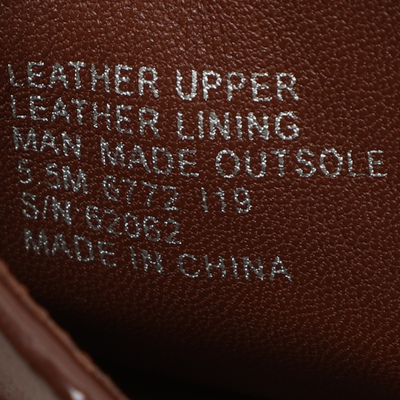 LEATHER UPPER
LEATHER LINING
MAN MADE OUTSOLE
5.5M 6772 I19
S/N 62062
MADE IN CHINA